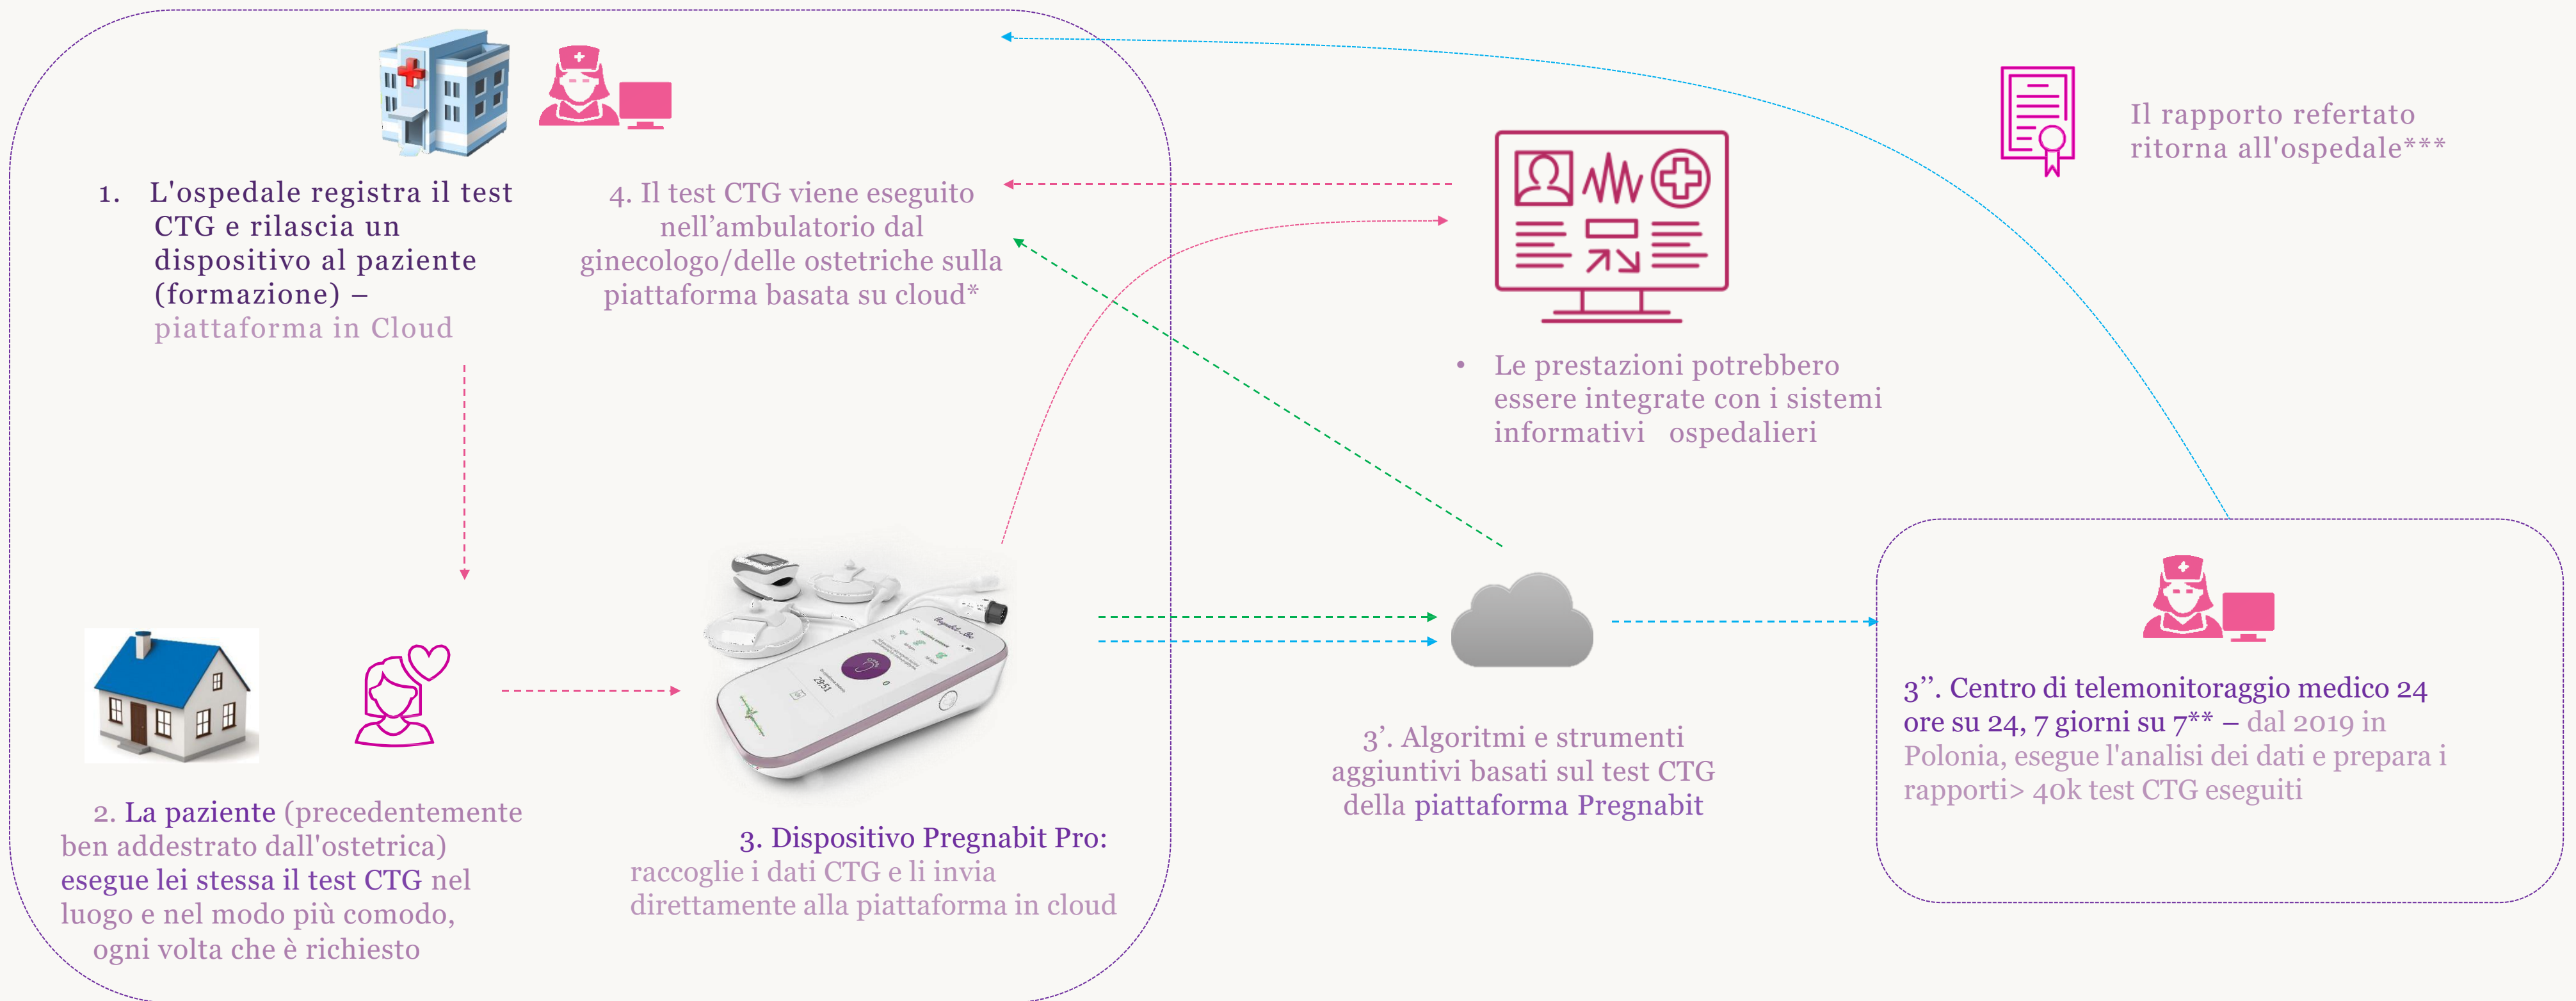 1. L'ospedale registra il test
CTG e rilascia un
dispositivo al paziente
(formazione) –
piattaforma in Cloud
4. Il test CTG viene eseguito
nell’ambulatorio dal
ginecologo/delle ostetriche sulla
piattaforma basata su cloud*
Il rapporto refertato
ritorna all'ospedale***
• Le prestazioni potrebbero
essere integrate con i sistemi
informativi ospedalieri
2. La paziente (precedentemente
ben addestrato dall'ostetrica)
esegue lei stessa il test CTG nel
luogo e nel modo più comodo,
ogni volta che è richiesto
Pregnabit Pro
29:51
3. Dispositivo Pregnabit Pro:
raccoglie i dati CTG e li invia
direttamente alla piattaforma in cloud
3’. Algoritmi e strumenti
aggiuntivi basati sul test CTG
della piattaforma Pregnabit
3’’. Centro di telemonitoraggio medico 24
ore su 24, 7 giorni su 7** – dal 2019 in
Polonia, esegue l'analisi dei dati e prepara i
rapporti> 40k test CTG eseguiti